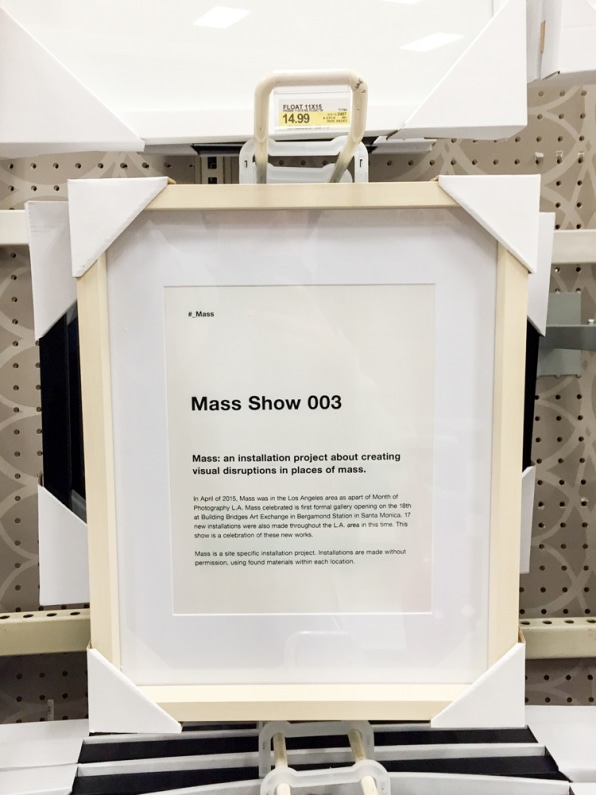 FLOAT 11X15
14.99
#_Mass
Mass Show 003
Mass: an installation project about creating
visual disruptions in places of mass.
In April of 2015, Mass was in the Los Angeles area as apart of Month of
Photography L.A. Mass celebrated is first formal gallery opening on the 18th
at Building Bridges Art Exchange in Bergamond Station in Santa Monica. 17
new installations were also made throughout the L.A. area in this time. This
show is a celebration of these new works.
Mass is a site specific installation project. Installations are made without
permission, using found materials within each location.